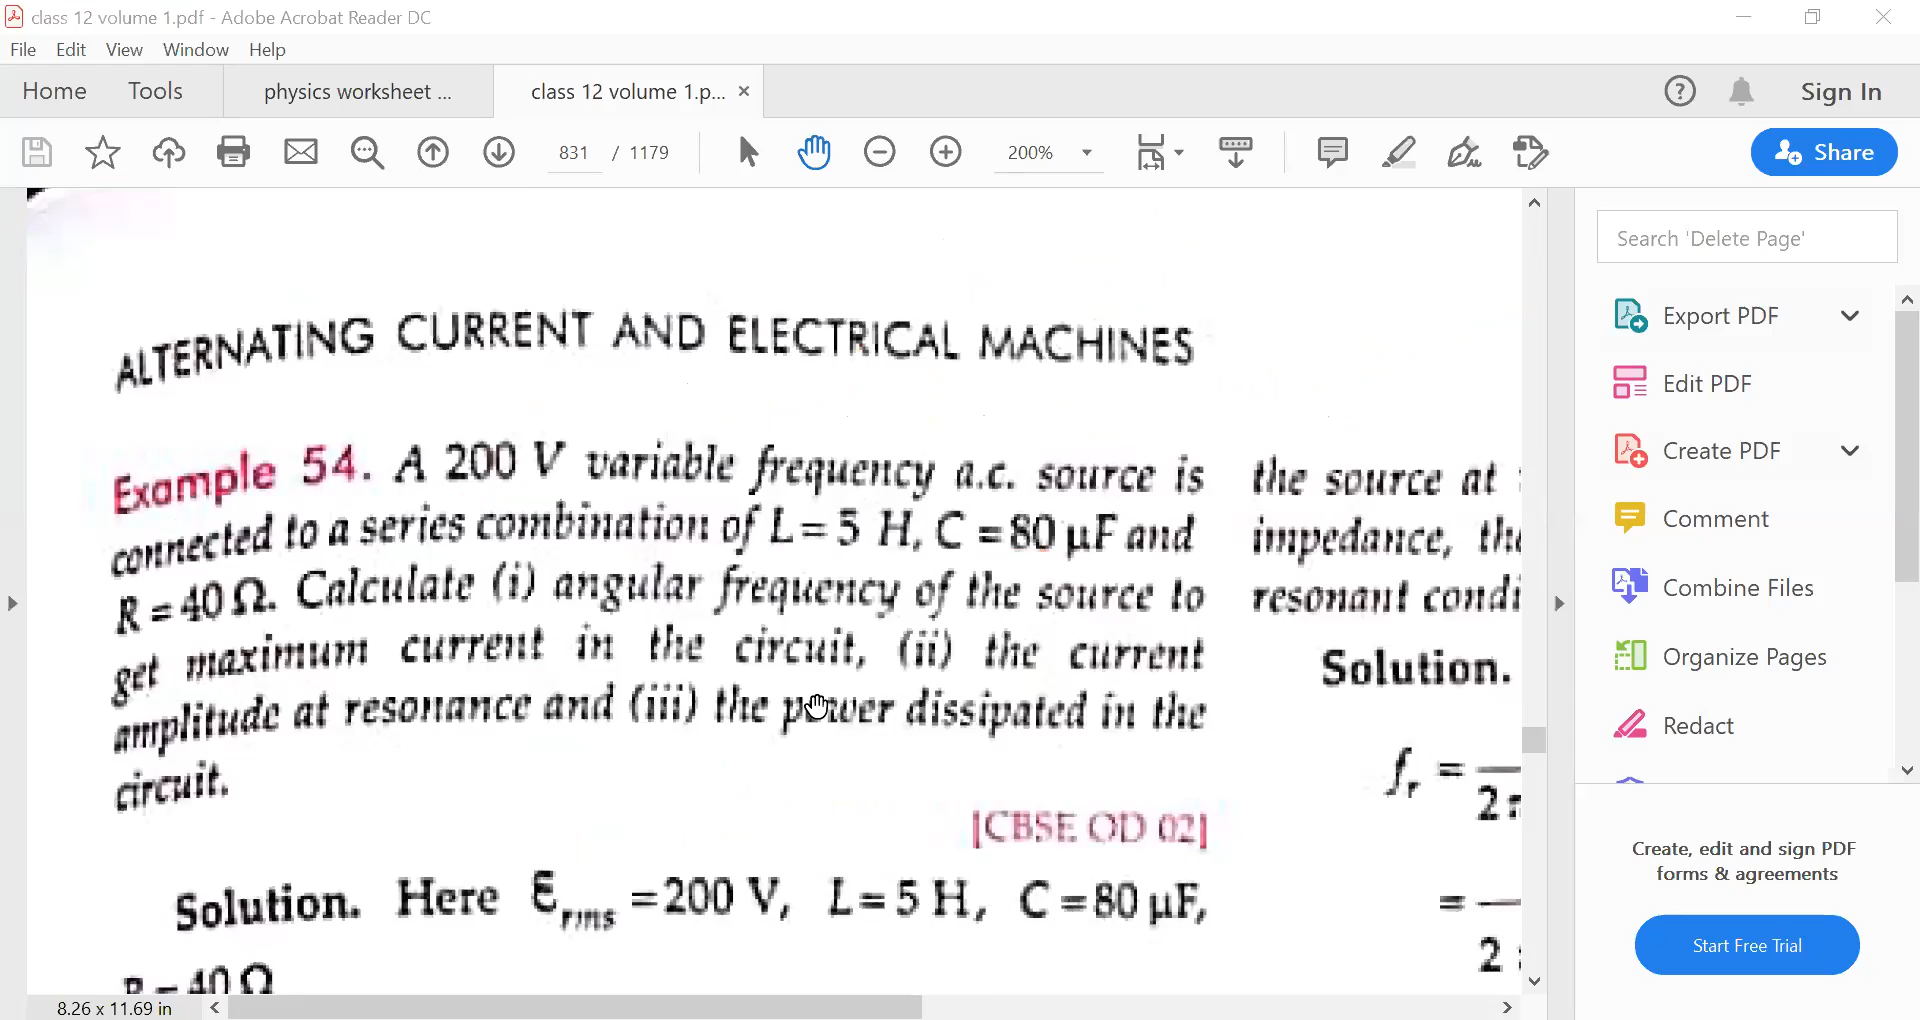 class 12 volume 1.pdf - Adobe Acrobat Reader DC
File Edit View Window Help
Home Tools physics worksheet ... class 12 volume 1.p... × Sign In
831 / 1179 200% Share
Search 'Delete Page'
Export PDF
Edit PDF
Create PDF
Comment
Combine Files
Organize Pages
Redact
Create, edit and sign PDF
forms & agreements
Start Free Trial
ALTERNATING CURRENT AND ELECTRICAL MACHINES
Example 54. A 200 V variable frequency a.c. source is
connected to a series combination of L = 5 H, C = 80 μF and
R = 40 Ω. Calculate (i) angular frequency of the source to
get maximum current in the circuit, (ii) the current
amplitude at resonance and (iii) the power dissipated in the
circuit.
[CBSE OD 02]
Solution. Here ℰrms = 200 V, L = 5 H, C = 80 μF,
R = 40 Ω
the source at
impedance,
resonant
Solution.
fr =
2
=
2
8.26 x 11.69 in